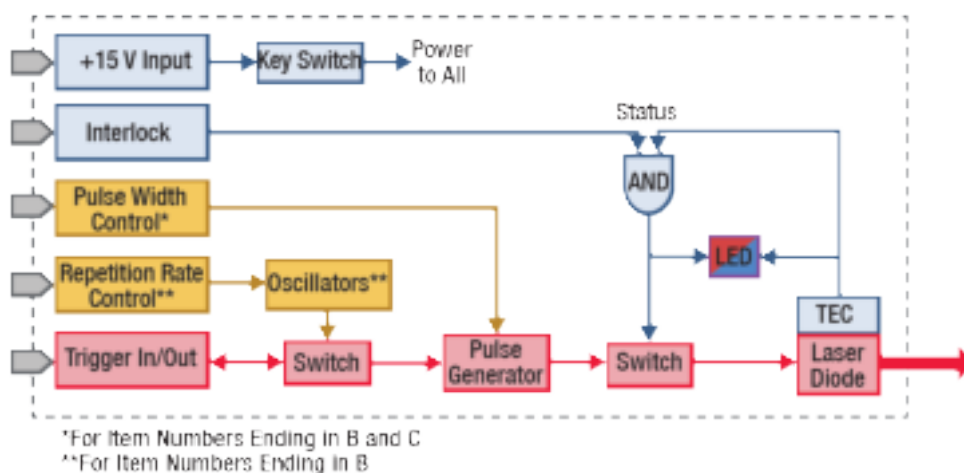 +15 V Input
Key Switch
Power
to All
Interlock
Status
AND
Pulse Width
Control*
LED
Repetition Rate
Control**
Oscillators**
TEC
Trigger In/Out
Switch
Pulse
Generator
Switch
Laser
Diode
*For Item Numbers Ending in B and C
**For Item Numbers Ending in B